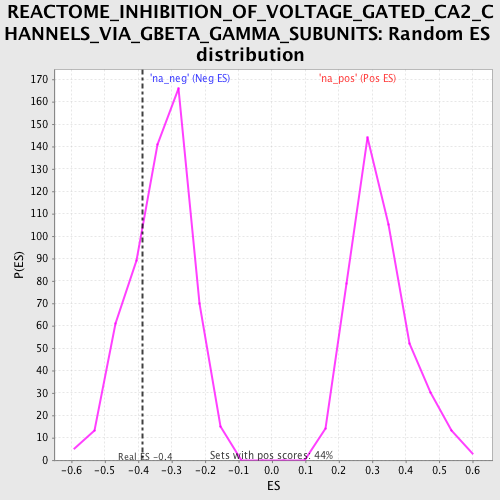 REACTOME_INHIBITION_OF_VOLTAGE_GATED_CA2_C
HANNELS_VIA_GBETA_GAMMA_SUBUNITS: Random ES
distribution
'na_neg' (Neg ES) 'na_pos' (Pos ES)
170
160
150
140
130
120
110
100
90
80
70
60
50
40
30
20
10
0
P(ES)
Real ES -0.4 Sets with pos scores: 44%
-0.6 -0.5 -0.4 -0.3 -0.2 -0.1 0.0 0.1 0.2 0.3 0.4 0.5 0.6
ES